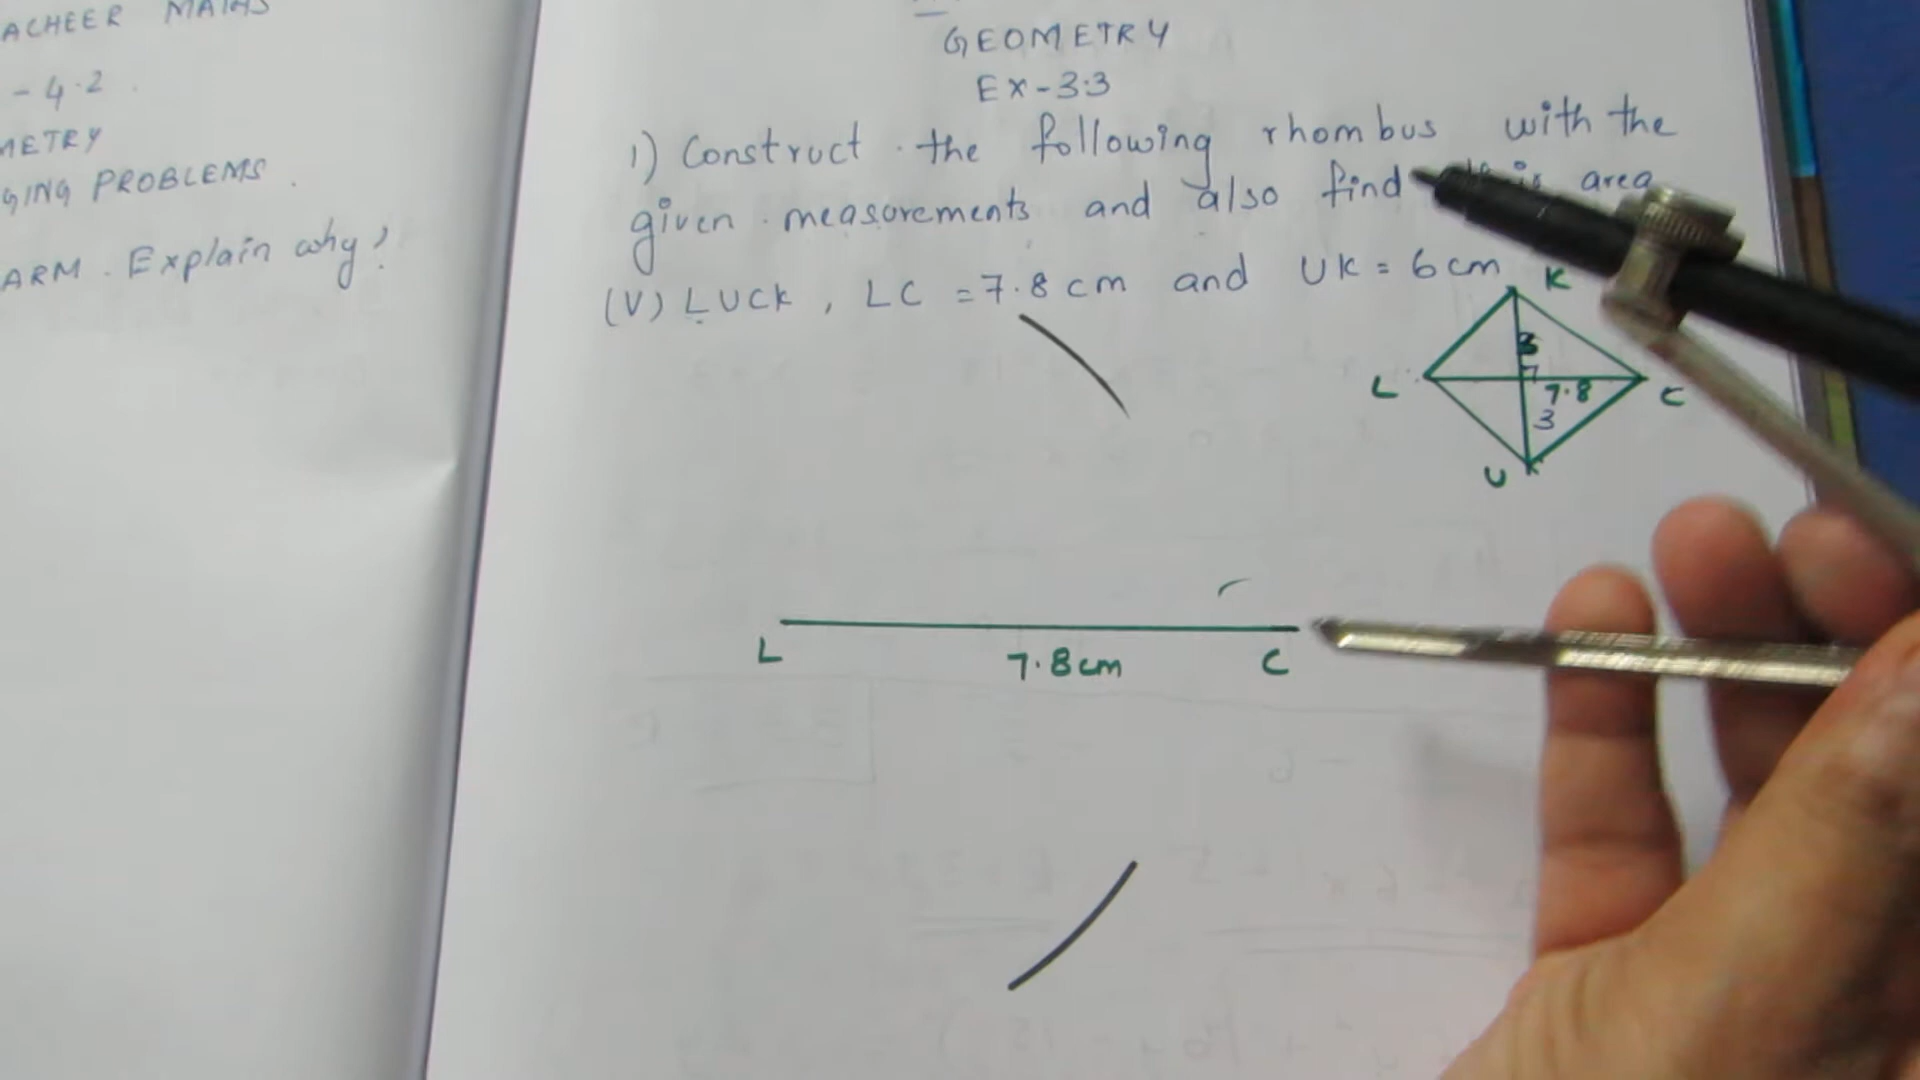 ACHEER MATHS
- 4.2
METRY
GING PROBLEMS.
ARM. Explain why?
GEOMETRY
EX-3.3
1) Construct the following rhombus with the
given measurements and also find area
(V) LUCK, LC = 7.8 cm and UK = 6 cm
K
3
L
7.8
C
3
U
L
7.8cm
C